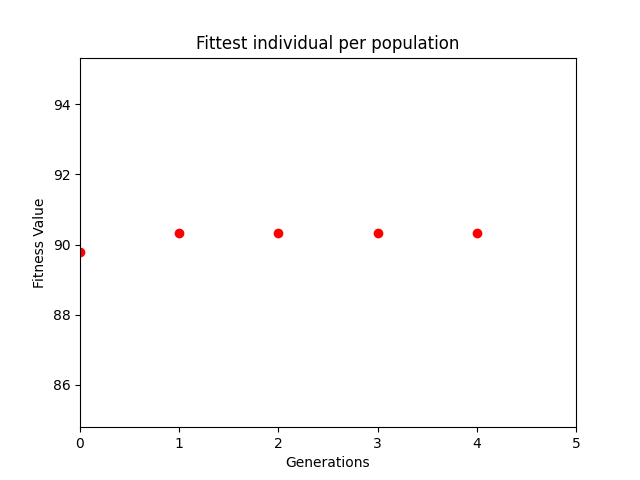 Fittest individual per population
94
92
90
88
86
Fitness Value
0 1 2 3 4 5
Generations